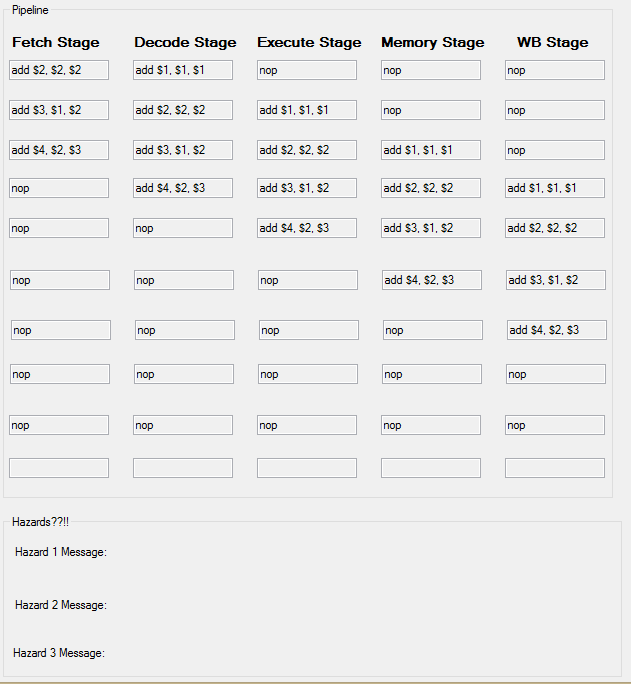 Pipeline
Fetch Stage Decode Stage Execute Stage Memory Stage WB Stage
add $2, $2, $2 add $1, $1, $1 nop nop nop
add $3, $1, $2 add $2, $2, $2 add $1, $1, $1 nop nop
add $4, $2, $3 add $3, $1, $2 add $2, $2, $2 add $1, $1, $1 nop
nop add $4, $2, $3 add $3, $1, $2 add $2, $2, $2 add $1, $1, $1
nop nop add $4, $2, $3 add $3, $1, $2 add $2, $2, $2
nop nop nop add $4, $2, $3 add $3, $1, $2
nop nop nop nop add $4, $2, $3
nop nop nop nop nop
nop nop nop nop nop
Hazards??!!
Hazard 1 Message:
Hazard 2 Message:
Hazard 3 Message: